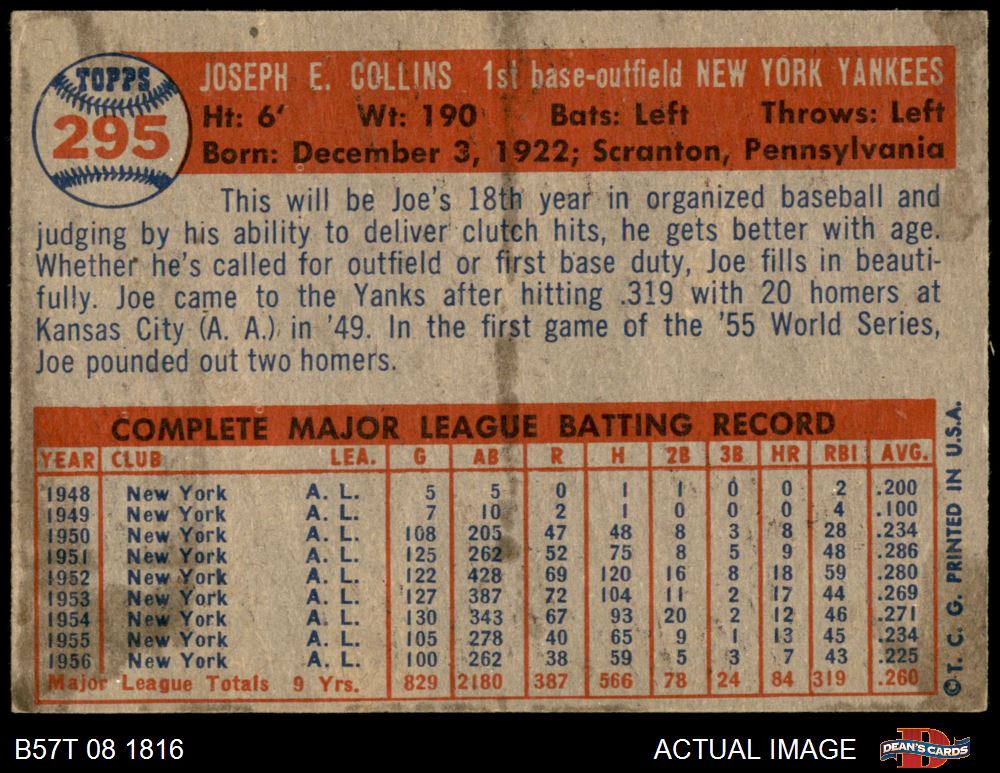 TOPPS
295
JOSEPH E. COLLINS 1st base-outfield NEW YORK YANKEES
Ht: 6' Wt: 190 Bats: Left Throws: Left
Born: December 3, 1922; Scranton, Pennsylvania
This will be Joe's 18th year in organized baseball and
judging by his ability to deliver clutch hits, he gets better with age.
Whether he's called for outfield or first base duty, Joe fills in beauti-
fully. Joe came to the Yanks after hitting .319 with 20 homers at
Kansas City (A. A.) in '49. In the first game of the '55 World Series,
Joe pounded out two homers.
COMPLETE MAJOR LEAGUE BATTING RECORD
YEAR CLUB LEA. G AB R H 2B 3B HR RBI AVG.
1948 New York A. L. 5 5 0 1 1 0 0 2 .200
1949 New York A. L. 7 10 2 1 0 0 0 4 .100
1950 New York A. L. 108 205 47 48 8 3 8 28 .234
1951 New York A. L. 125 262 52 75 8 5 9 48 .286
1952 New York A. L. 122 428 69 120 16 8 18 59 .280
1953 New York A. L. 127 387 72 104 11 2 17 44 .269
1954 New York A. L. 130 343 67 93 20 2 12 46 .271
1955 New York A. L. 105 278 40 65 9 1 13 45 .234
1956 New York A. L. 100 262 38 59 5 3 7 43 .225
Major League Totals 9 Yrs. 829 2180 387 566 78 24 84 319 .260
©T. C. G. PRINTED IN U.S.A.
B57T 08 1816
ACTUAL IMAGE
DEAN'S CARDS